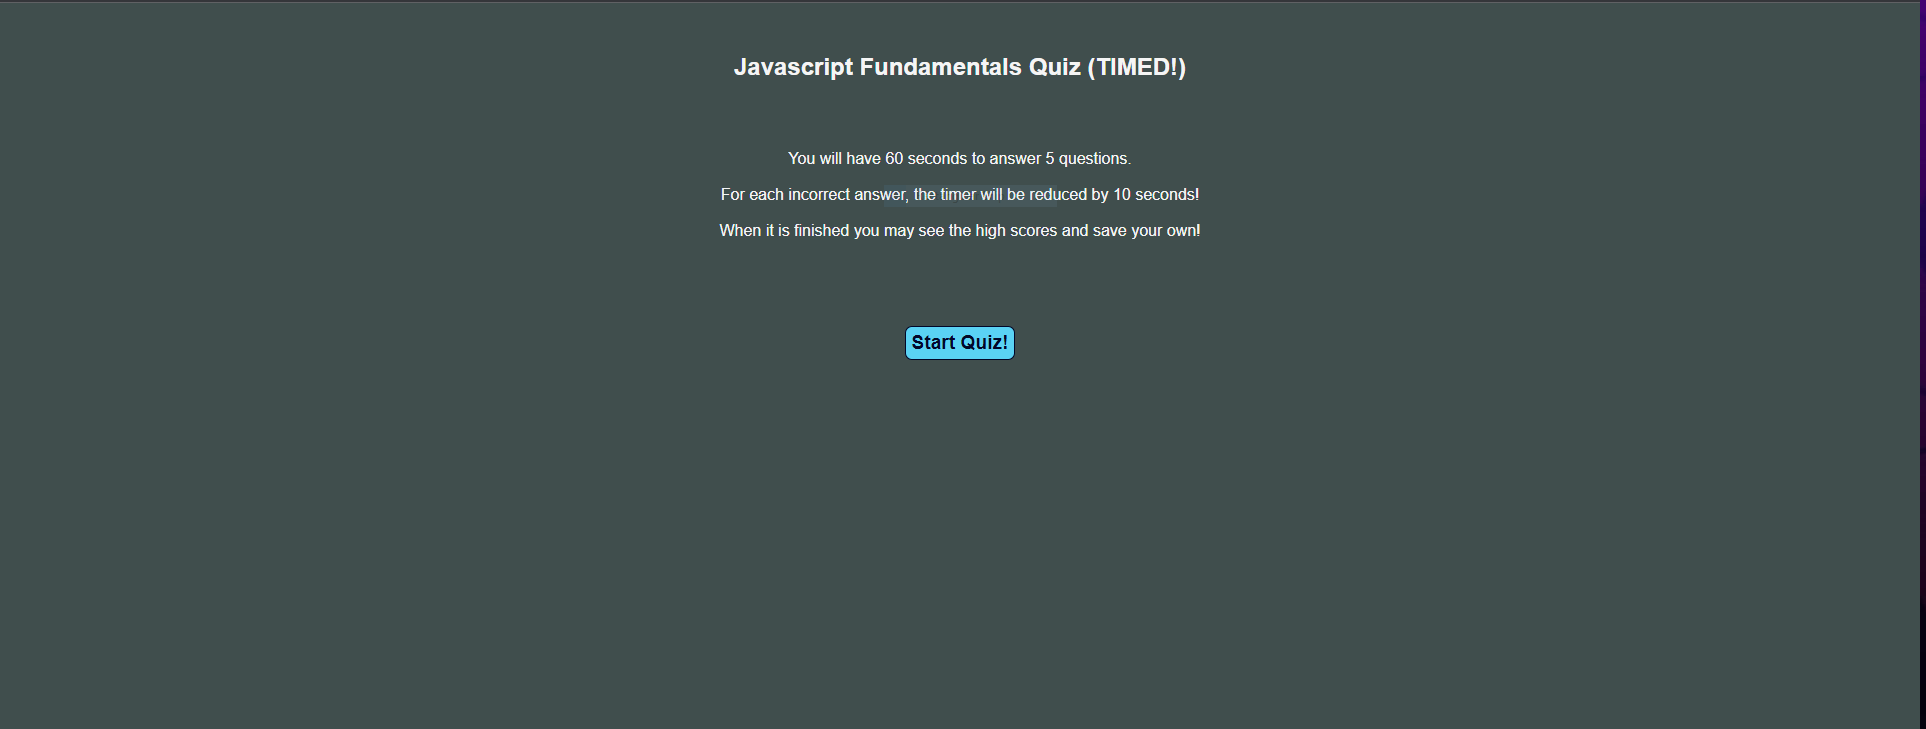 Javascript Fundamentals Quiz (TIMED!)
You will have 60 seconds to answer 5 questions.
For each incorrect answer, the timer will be reduced by 10 seconds!
When it is finished you may see the high scores and save your own!
Start Quiz!